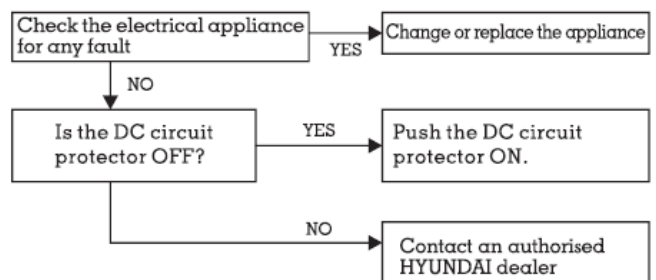 Check the electrical appliance
for any fault
YES
Change or replace the appliance
NO
Is the DC circuit
protector OFF?
YES
Push the DC circuit
protector ON.
NO
Contact an authorised
HYUNDAI dealer